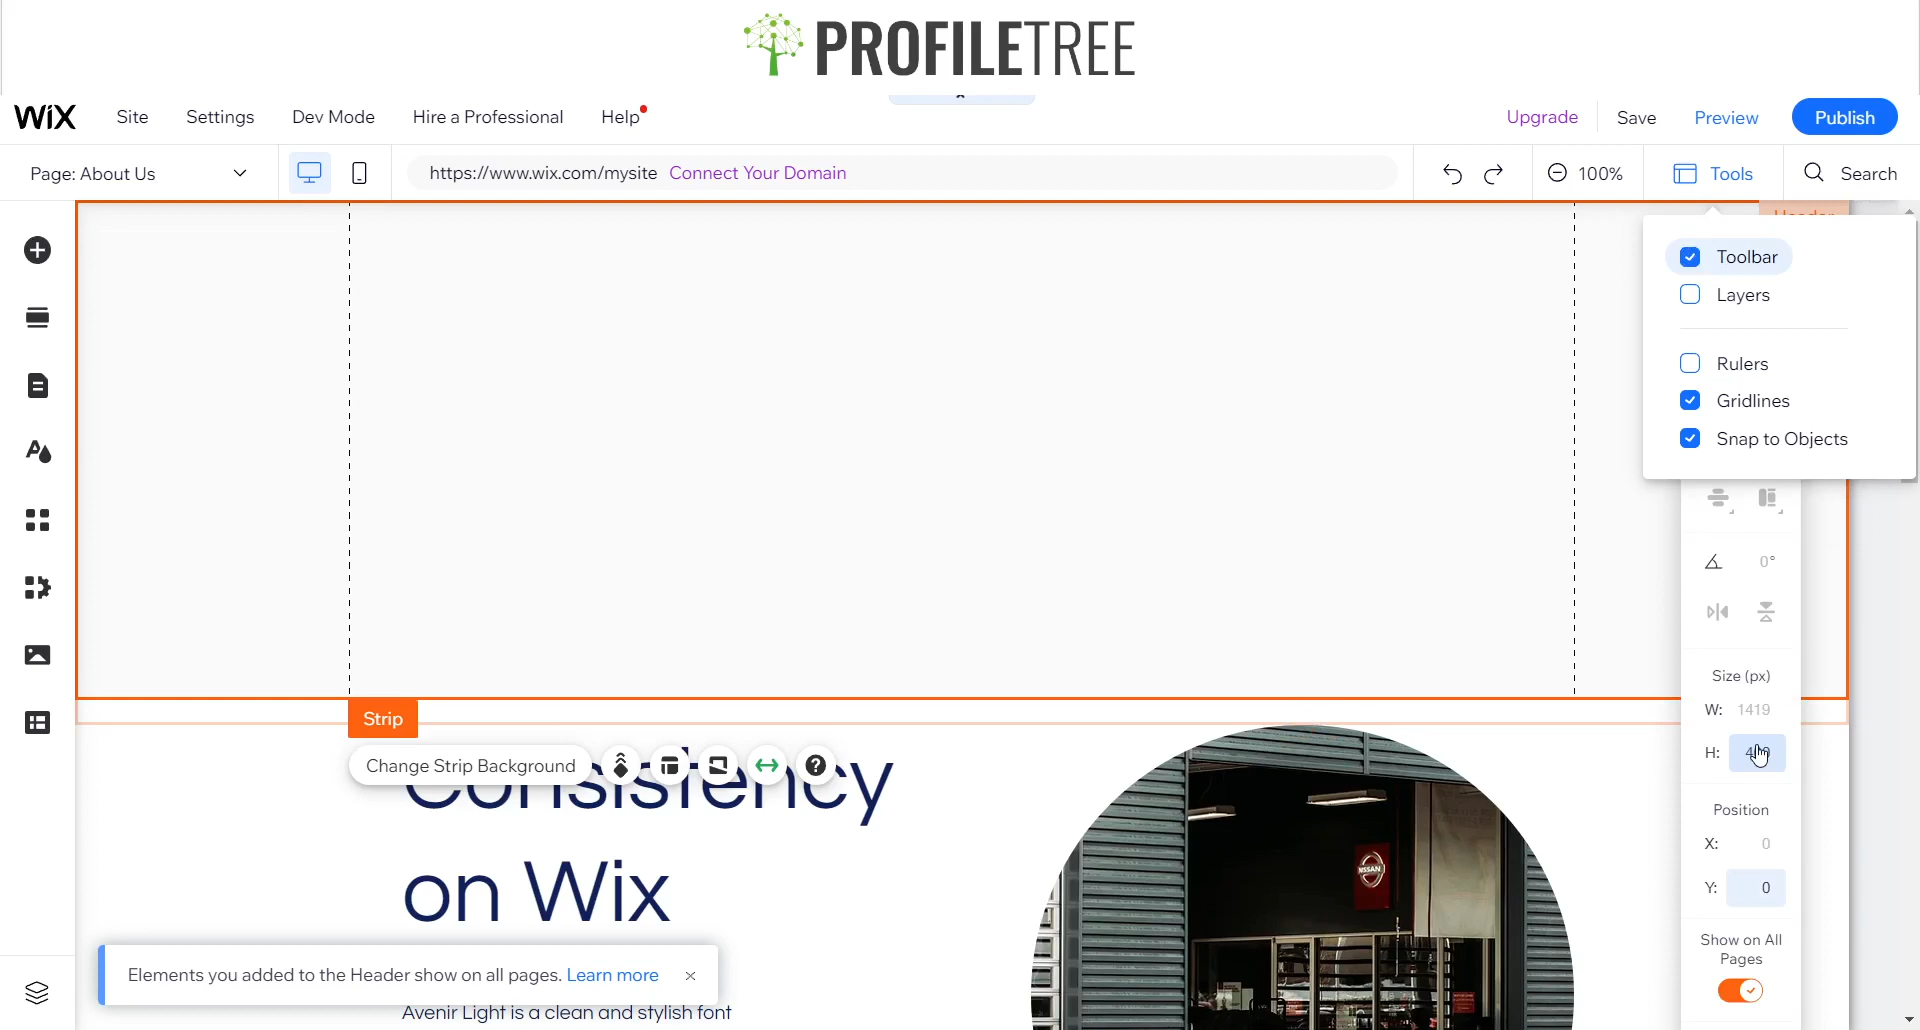 PROFILETREE
WiX Site Settings Dev Mode Hire a Professional Help Upgrade Save Preview Publish
Page: About Us https://www.wix.com/mysite Connect Your Domain 100% Tools Search
Toolbar
Layers
Rulers
Gridlines
Snap to Objects
0°
Size (px)
W: 1419
H:
Strip
Change Strip Background
Consistency
on Wix
Position
X: 0
Y: 0
NISSAN
Show on All
Pages
Elements you added to the Header show on all pages. Learn more
Avenir Light is a clean and stylish font